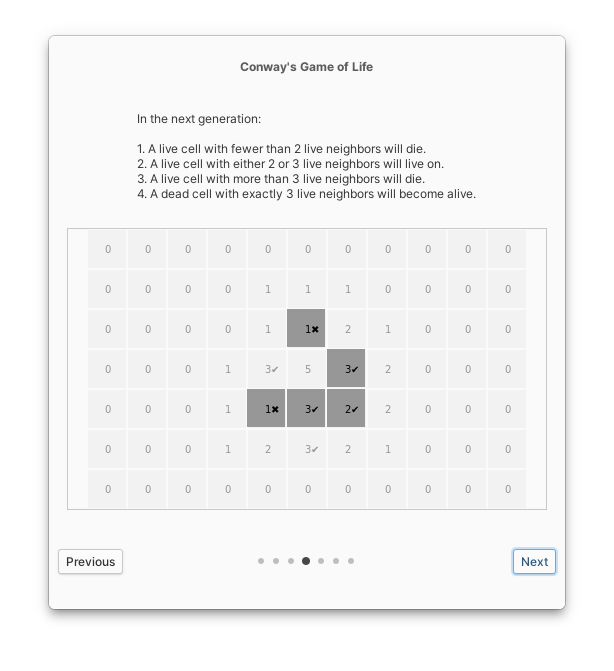 Conway's Game of Life
In the next generation:
1. A live cell with fewer than 2 live neighbors will die.
2. A live cell with either 2 or 3 live neighbors will live on.
3. A live cell with more than 3 live neighbors will die.
4. A dead cell with exactly 3 live neighbors will become alive.
0 0 0 0 0 0 0 0 0 0 0
0 0 0 0 1 1 1 0 0 0 0
0 0 0 0 1 1✖ 2 1 0 0 0
0 0 0 1 3✔ 5 3✔ 2 0 0 0
0 0 0 1 1✖ 3✔ 2✔ 2 0 0 0
0 0 0 1 2 3✔ 2 1 0 0 0
0 0 0 0 0 0 0 0 0 0 0
Previous Next